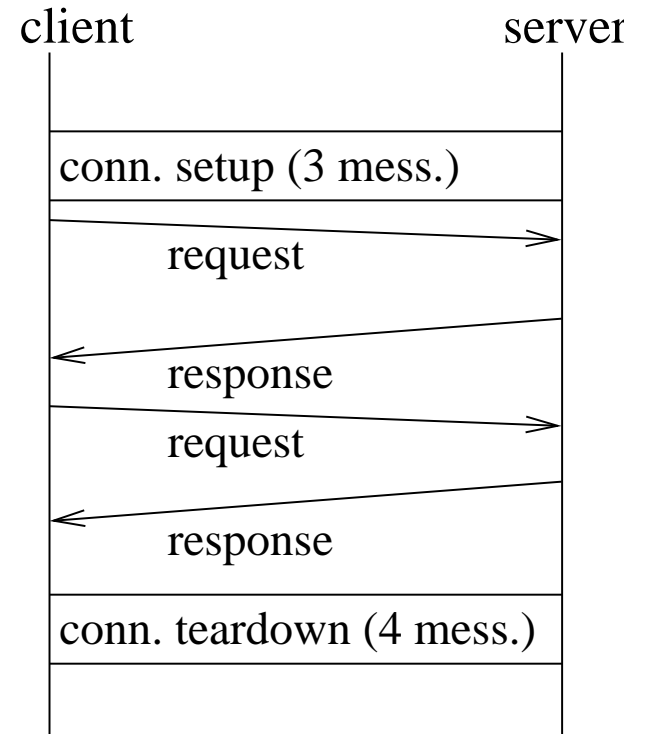 client server
conn. setup (3 mess.)
request
response
request
response
conn. teardown (4 mess.)